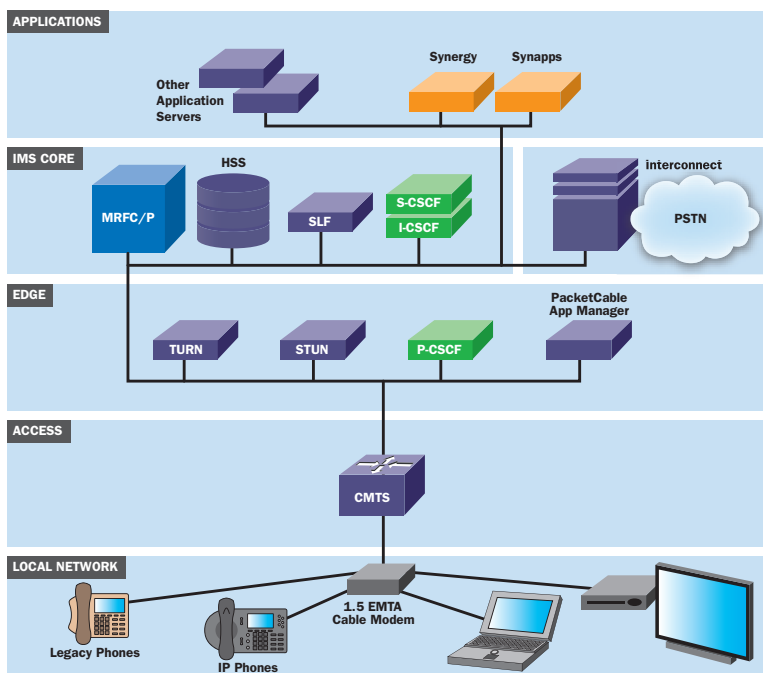 APPLICATIONS
Other
Application
Servers
Synergy
Synapps
IMS CORE
MRFC/P
HSS
SLF
S-CSCF
I-CSCF
interconnect
PSTN
EDGE
TURN
STUN
P-CSCF
PacketCable
App Manager
ACCESS
CMTS
LOCAL NETWORK
Legacy Phones
IP Phones
1.5 EMTA
Cable Modem